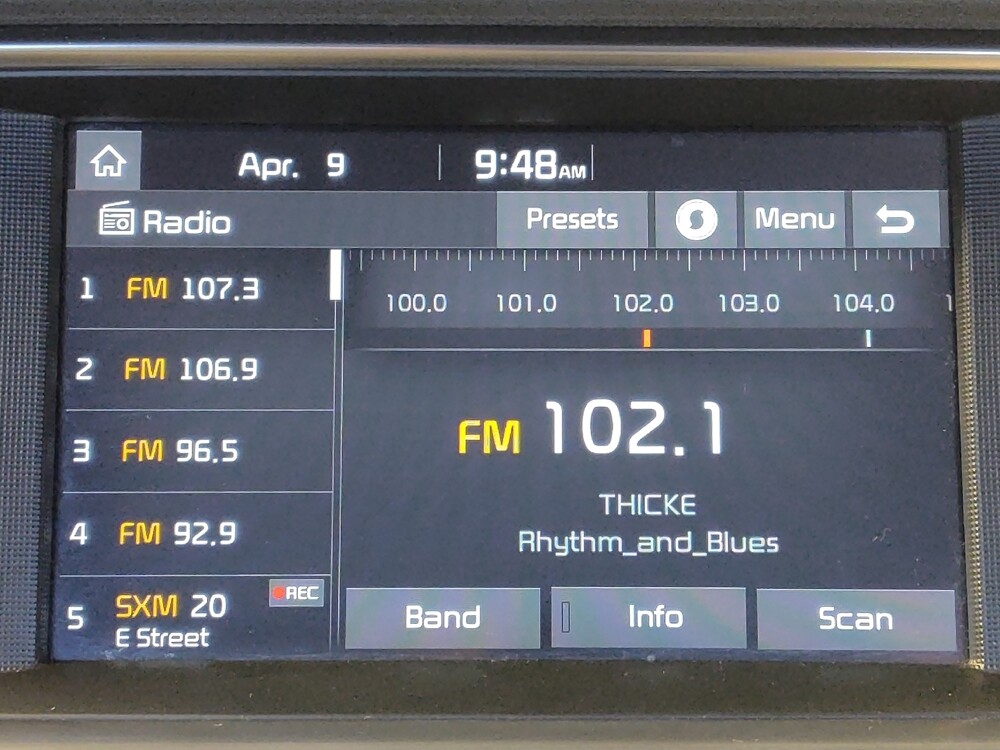 Apr. 9 9:48AM
Radio Presets Menu
100.0 101.0 102.0 103.0 104.0
1 FM 107.3
2 FM 106.9
3 FM 96.5
4 FM 92.9
5 SXM 20 REC
E Street
FM 102.1
THICKE
Rhythm_and_Blues
Band Info Scan